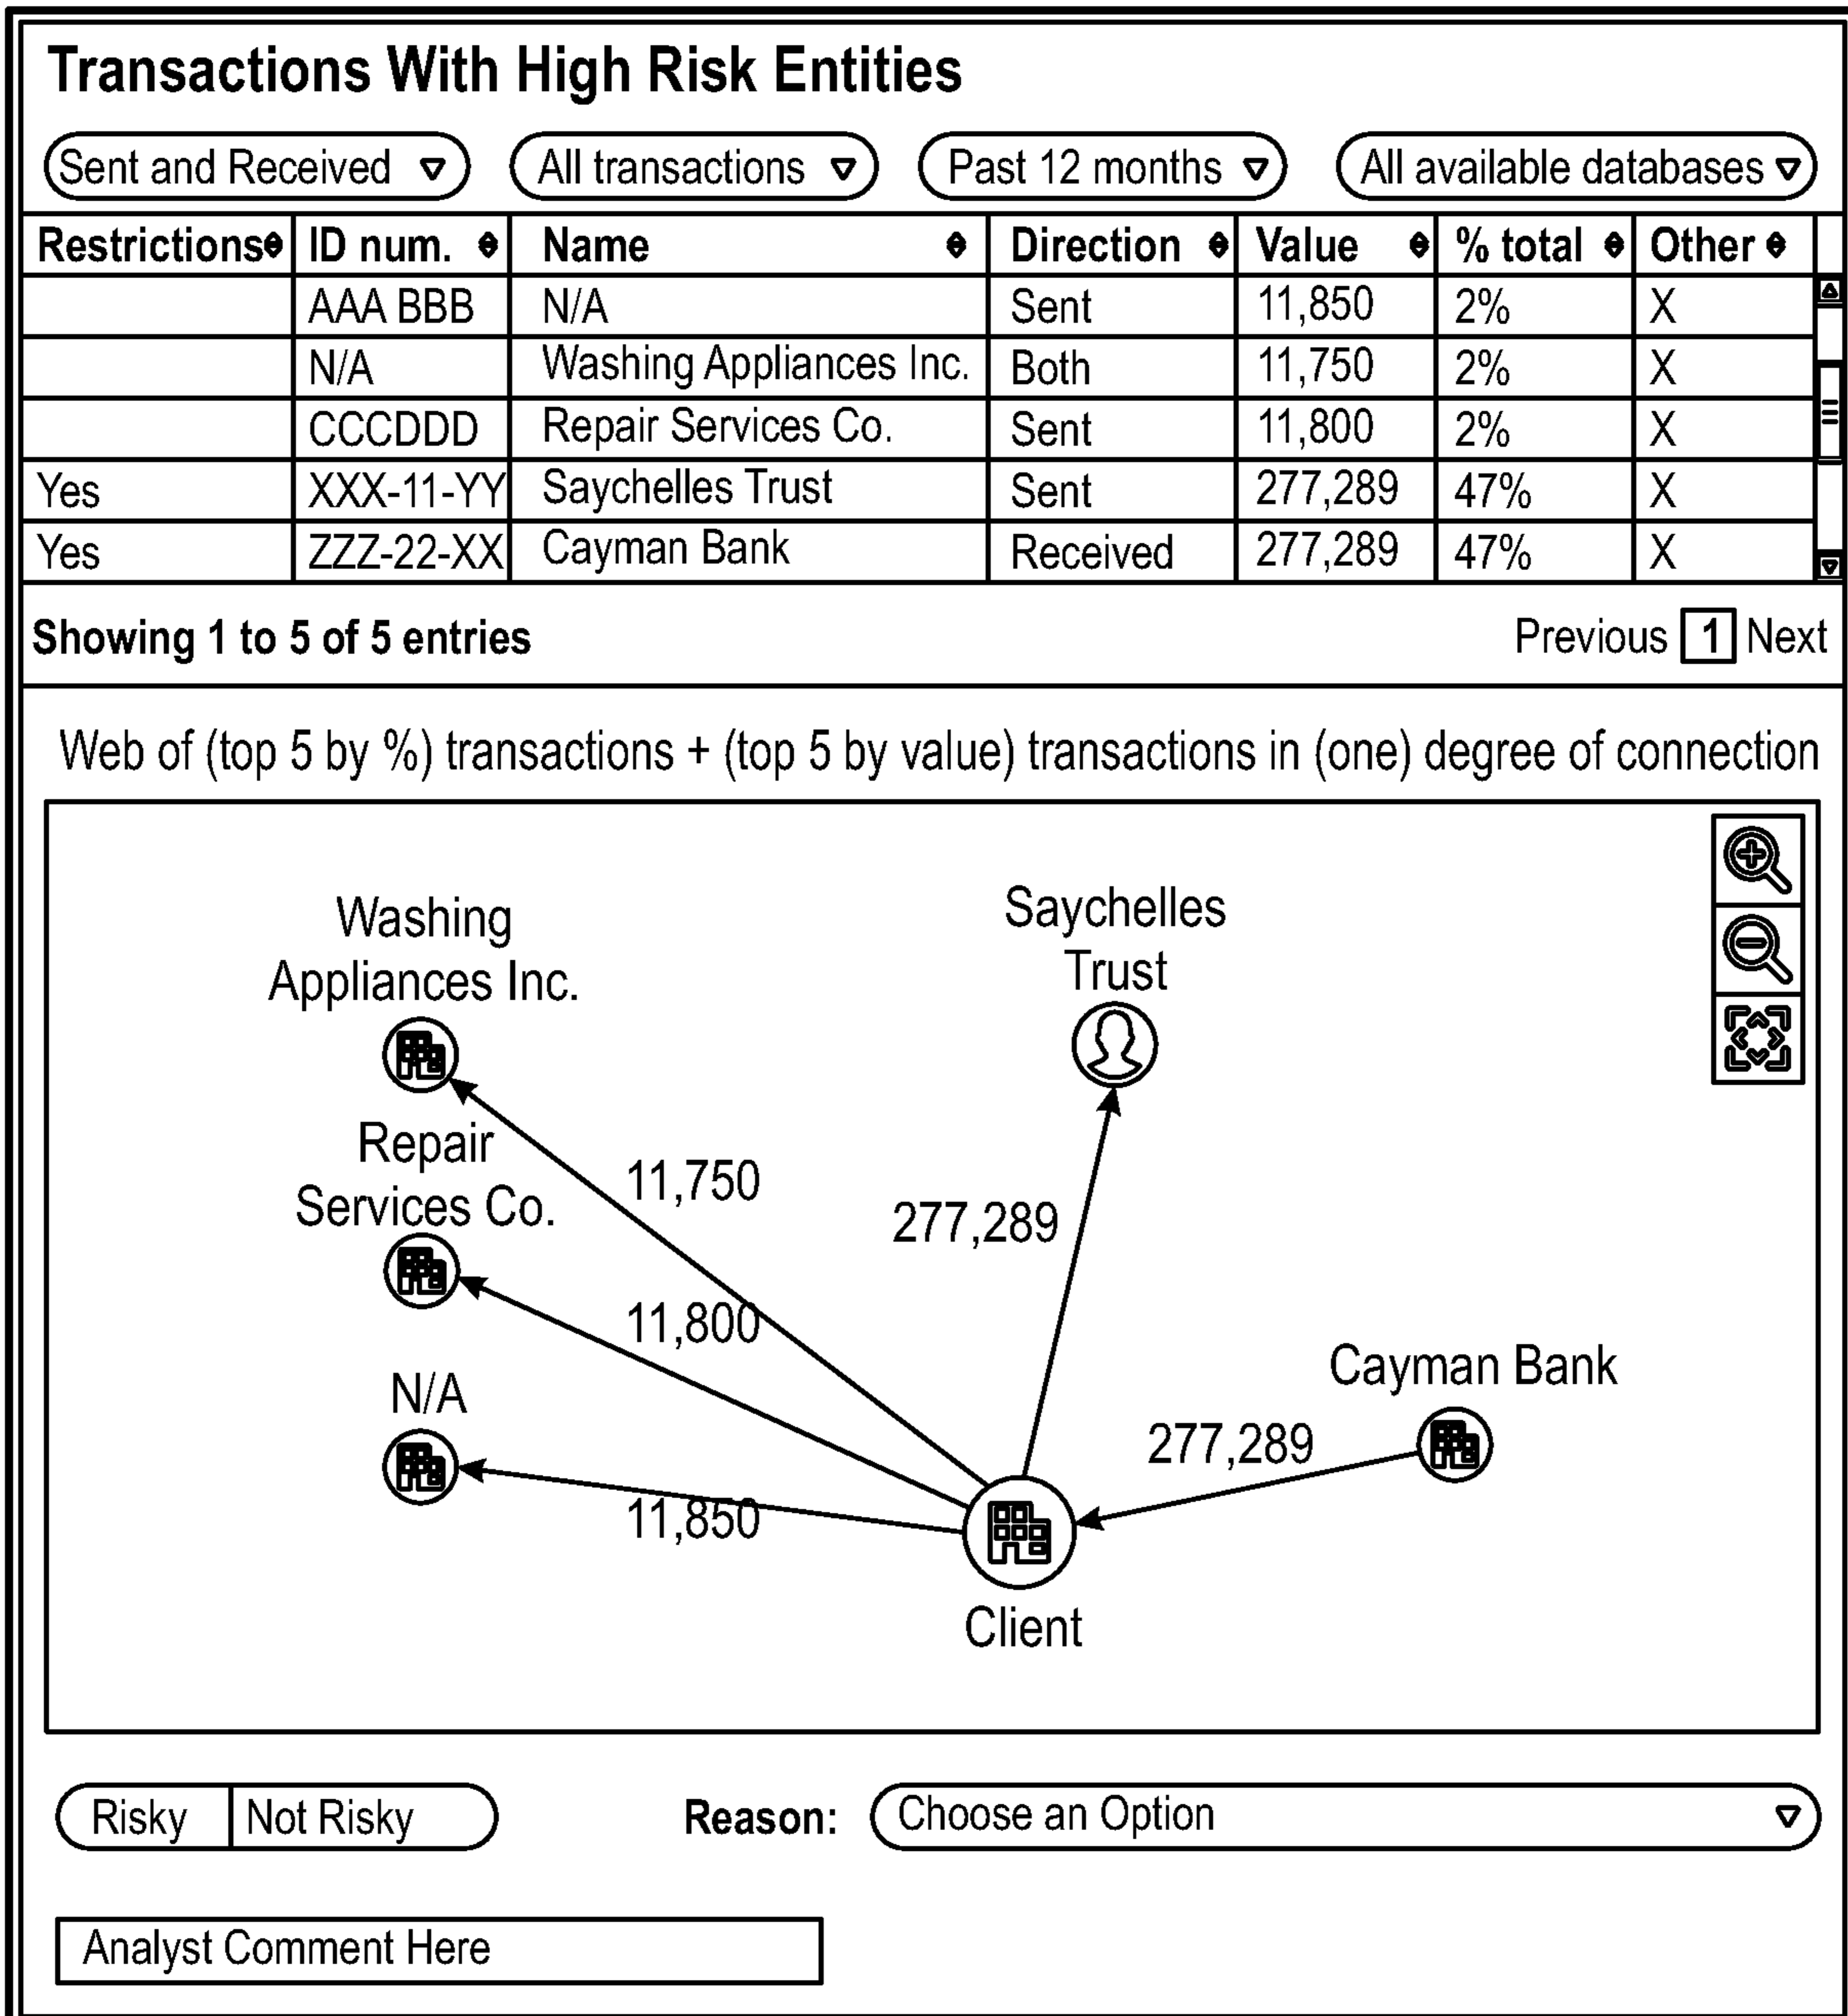 Transactions With High Risk Entities
Sent and Received All transactions Past 12 months All available databases
Restrictions ID num. Name Direction Value % total Other
AAA BBB N/A Sent 11,850 2% X
N/A Washing Appliances Inc. Both 11,750 2% X
CCCDDD Repair Services Co. Sent 11,800 2% X
Yes XXX-11-YY Saychelles Trust Sent 277,289 47% X
Yes ZZZ-22-XX Cayman Bank Received 277,289 47% X
Showing 1 to 5 of 5 entries Previous 1 Next
Web of (top 5 by %) transactions + (top 5 by value) transactions in (one) degree of connection
Washing
Appliances Inc.
Saychelles
Trust
Repair
Services Co.
11,750
277,289
11,800
N/A
Cayman Bank
277,289
11,850
Client
Risky Not Risky Reason: Choose an Option
Analyst Comment Here